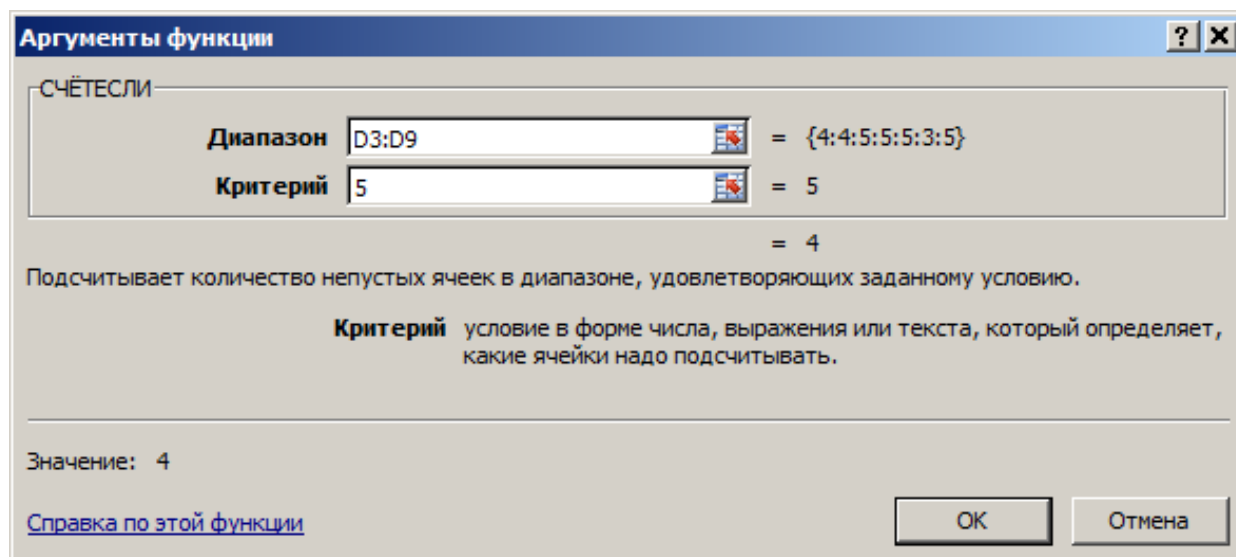 Аргументы функции
СЧЁТЕСЛИ
Диапазон D3:D9 = {4:4:5:5:5:3:5}
Критерий 5 = 5
= 4
Подсчитывает количество непустых ячеек в диапазоне, удовлетворяющих заданному условию.
Критерий условие в форме числа, выражения или текста, который определяет,
какие ячейки надо подсчитывать.
Значение: 4
Справка по этой функции OK Отмена